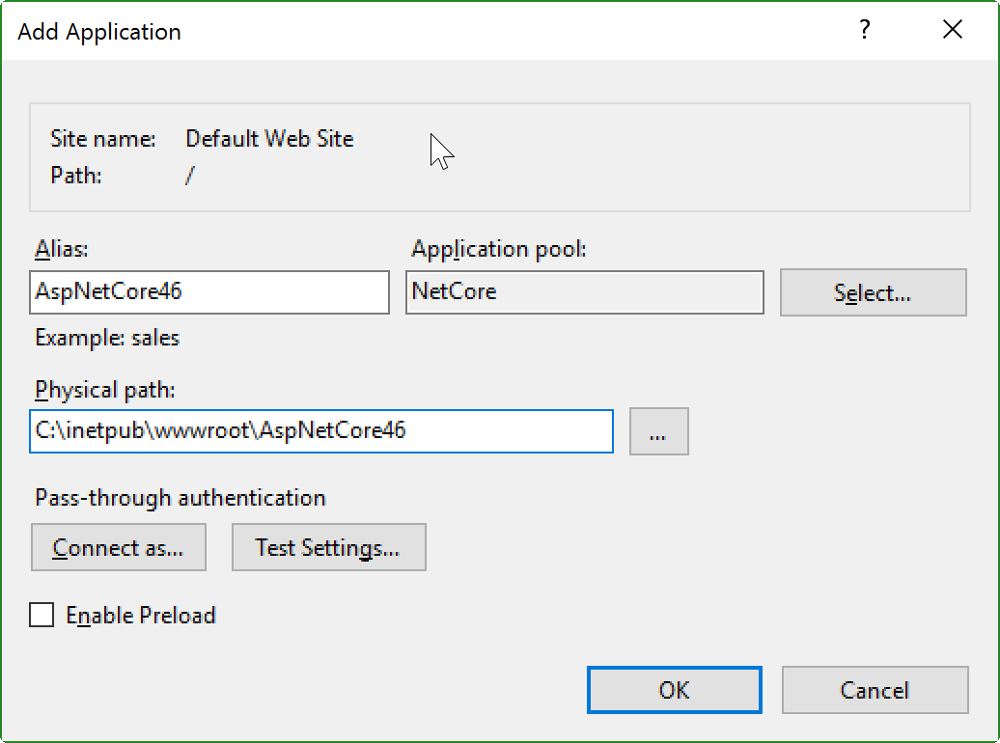 Add Application ?
Site name: Default Web Site
Path: /
Alias: Application pool:
AspNetCore46 NetCore Select...
Example: sales
Physical path:
C:\inetpub\wwwroot\AspNetCore46 ...
Pass-through authentication
Connect as... Test Settings...
Enable Preload
OK Cancel